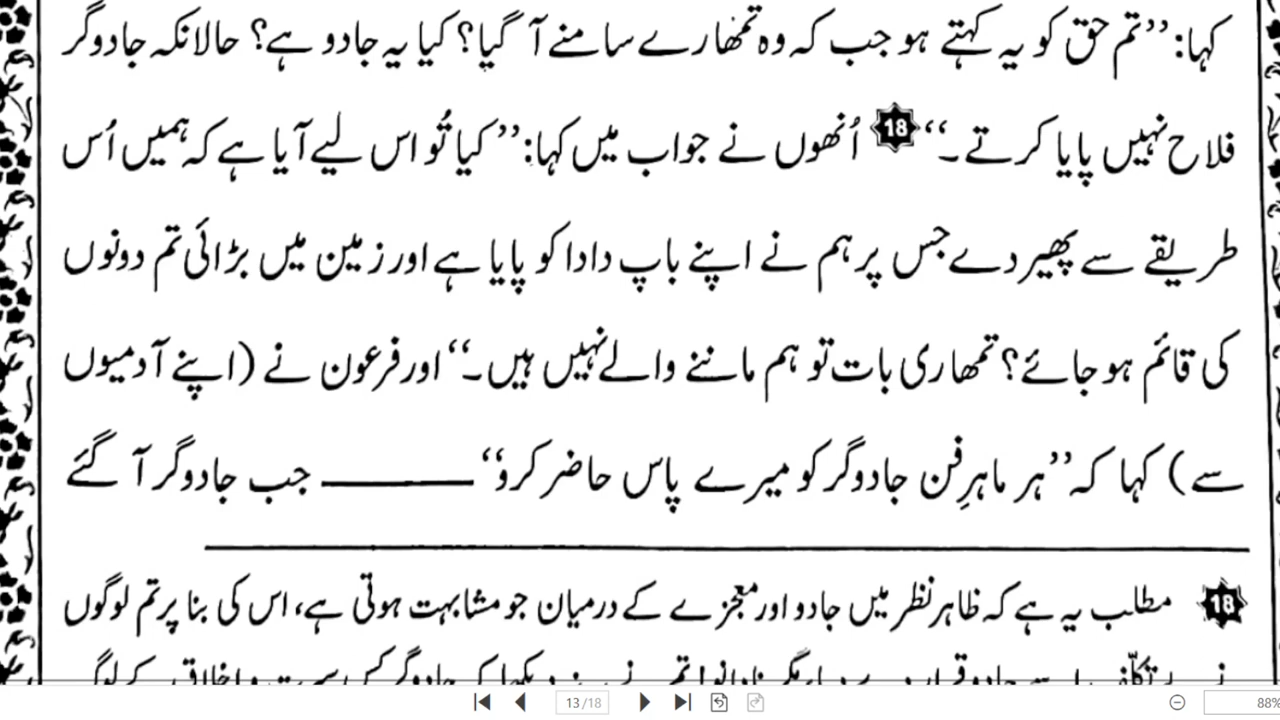 کہا: ’’تم حق کو یہ کہتے ہو جب کہ وہ تمھارے سامنے آ گیا؟ کیا یہ جادو ہے؟ حالانکہ جادوگر
فلاح نہیں پایا کرتے۔‘‘ 18 اُنھوں نے جواب میں کہا: ’’کیا تُو اس لیے آیا ہے کہ ہمیں اُس
طریقے سے پھیر دے جس پر ہم نے اپنے باپ دادا کو پایا ہے اور زمین میں بڑائی تم دونوں
کی قائم ہو جائے؟ تمھاری بات تو ہم ماننے والے نہیں ہیں۔‘‘ اور فرعون نے (اپنے آدمیوں
سے) کہا کہ ’’ہر ماہرِ فن جادوگر کو میرے پاس حاضر کرو‘‘ ——— جب جادوگر آ گئے
18 مطلب یہ ہے کہ ظاہر نظر میں جادو اور معجزے کے درمیان جو مشابہت ہوتی ہے، اس کی بنا پر تم لوگوں
13/18
88%